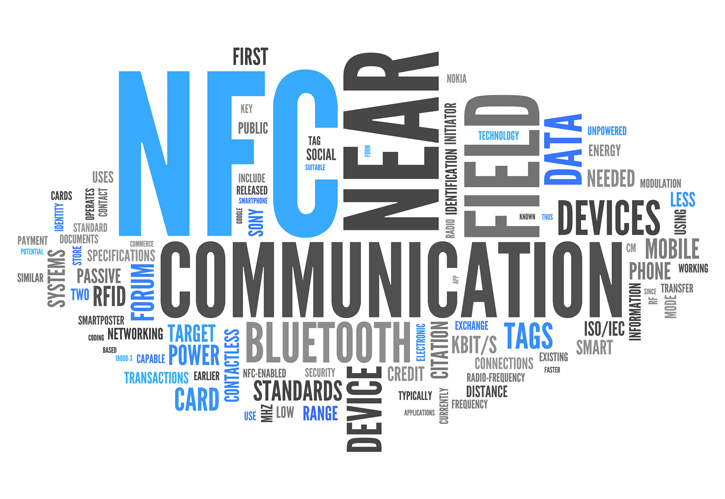 FIRST
NFC
NEAR
NOKIA
KEY
PUBLIC
TAG
SOCIAL
SUITABLE
FORM
IDENTIFICATION
INITIATOR
RADIO
FIELD
TECHNOLOGY
DATA
UNPOWERED
ENERGY
NEEDED
MODULATION
LESS
USING
USES
INCLUDE
RELEASED
SMARTPHONE
GOOGLE
SONY
CARDS
IDENTITY
OPERATES
CONTACT
STANDARD
DOCUMENTS
KNOWN
THUS
DEVICES
PAYMENT
POTENTIAL
STORE
COMMERCE
SPECIFICATIONS
COMMUNICATION
CM
MOBILE
PHONE
WORKING
SIMILAR
SYSTEMS
PASSIVE
TWO
RFID
FORUM
APP
INFORMATION
SINCE
RF
MODE
TRANSFER
SMARTPOSTER
CODING
NETWORKING
TARGET
BLUETOOTH
ELECTRONIC
CITATION
EXCHANGE
KBIT/S
TAGS
ISO/IEC
SMART
BASED
18000-3
CAPABLE
POWER
CONTACTLESS
CONNECTIONS
EXISTING
FASTER
TRANSACTIONS
EARLIER
NFC-ENABLED
SECURITY
DEVICE
CREDIT
RADIO-FREQUENCY
CARD
STANDARDS
TYPICALLY
CURRENTLY
DISTANCE
FREQUENCY
USE
MHZ
LOW
RANGE
APPLICATIONS